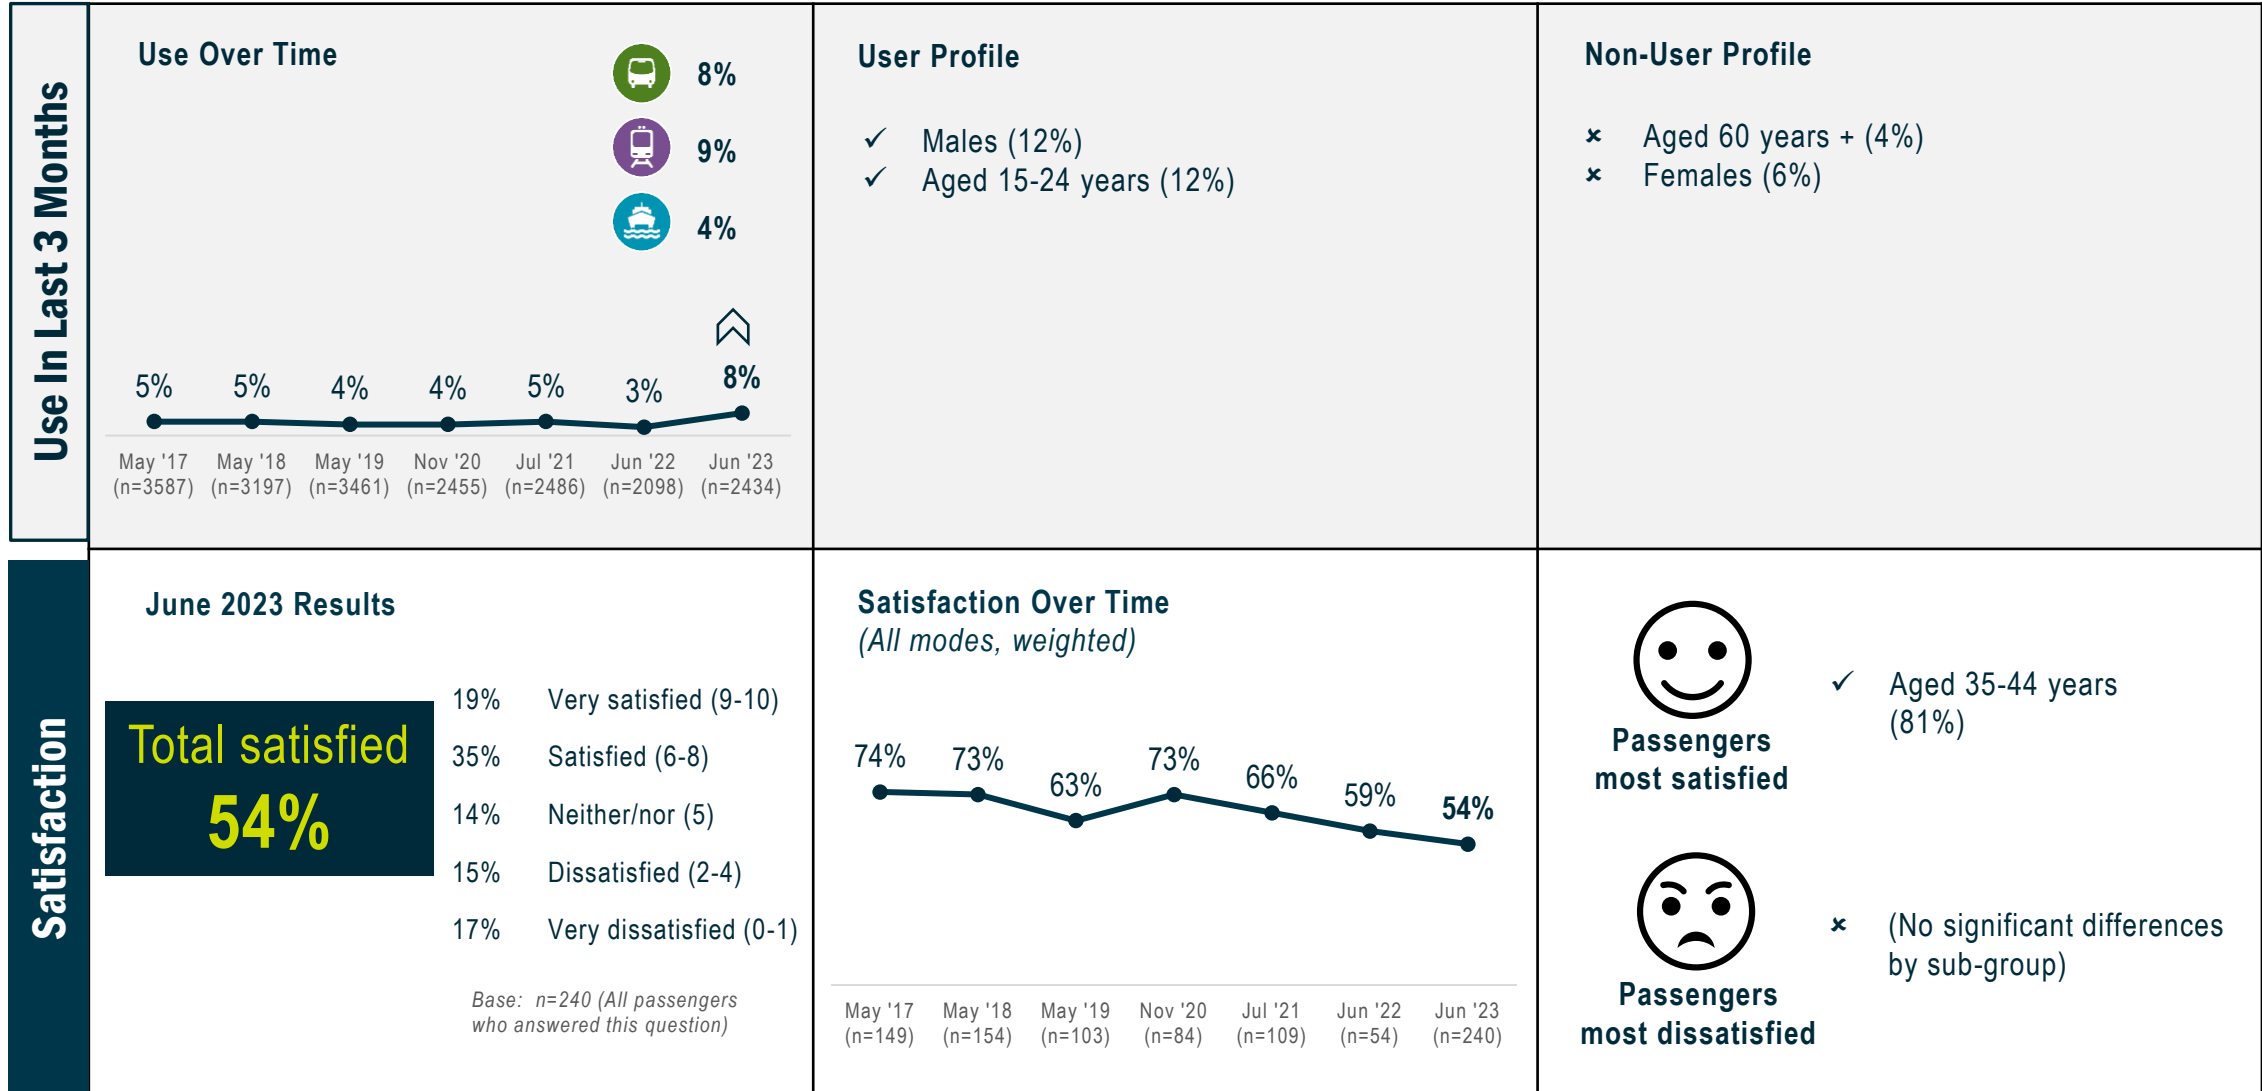 Use In Last 3 Months
Use Over Time
8%
9%
4%
5%
5%
4%
4%
5%
3%
8%
May '17
(n=3587)
May '18
(n=3197)
May '19
(n=3461)
Nov '20
(n=2455)
Jul '21
(n=2486)
Jun '22
(n=2098)
Jun '23
(n=2434)
User Profile
✓ Males (12%)
✓ Aged 15-24 years (12%)
Non-User Profile
× Aged 60 years + (4%)
× Females (6%)
Satisfaction
June 2023 Results
Total satisfied
54%
19% Very satisfied (9-10)
35% Satisfied (6-8)
14% Neither/nor (5)
15% Dissatisfied (2-4)
17% Very dissatisfied (0-1)
Base: n=240 (All passengers
who answered this question)
Satisfaction Over Time
(All modes, weighted)
74%
73%
63%
73%
66%
59%
54%
May '17
(n=149)
May '18
(n=154)
May '19
(n=103)
Nov '20
(n=84)
Jul '21
(n=109)
Jun '22
(n=54)
Jun '23
(n=240)
Passengers
most satisfied
✓ Aged 35-44 years
(81%)
Passengers
most dissatisfied
× (No significant differences
by sub-group)